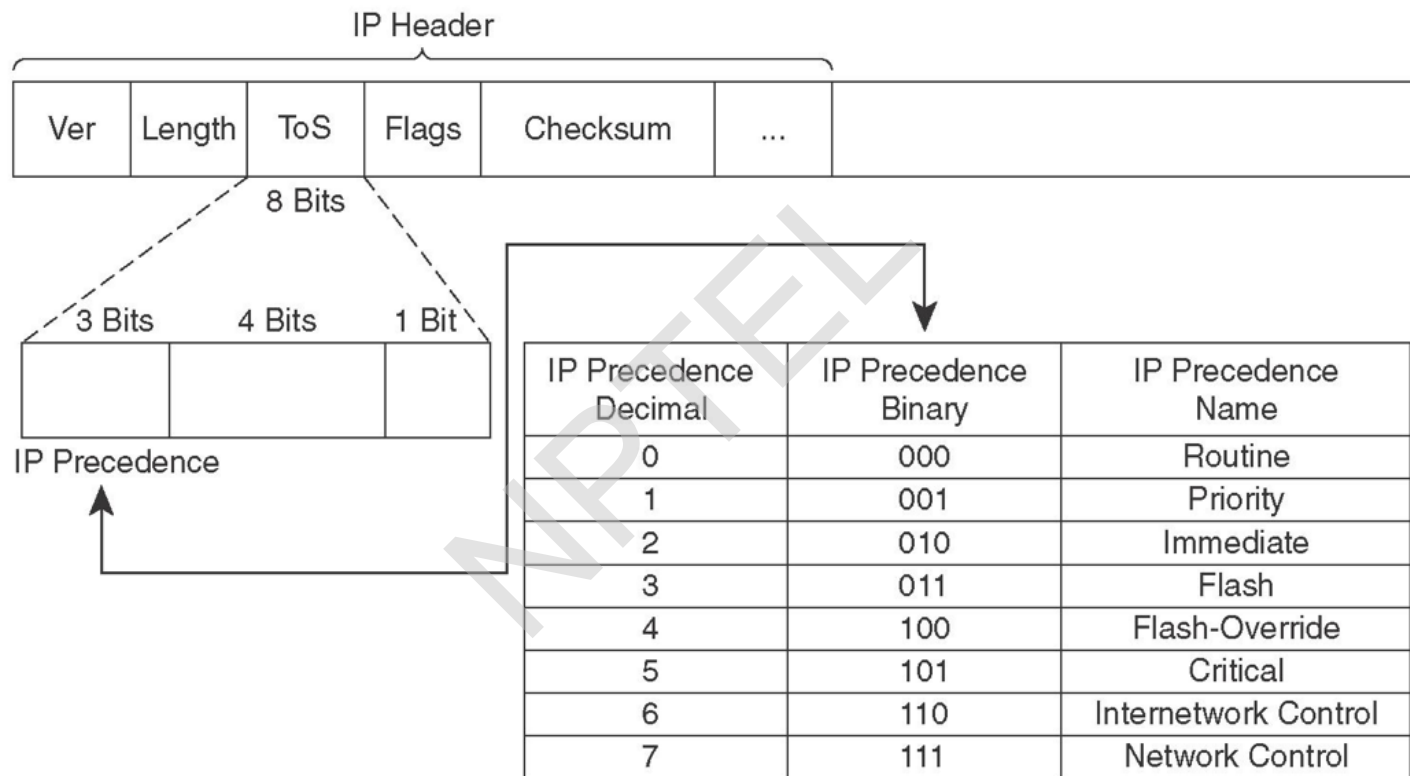 IP Header
Ver Length ToS Flags Checksum ...
8 Bits
3 Bits 4 Bits 1 Bit
IP Precedence
IP Precedence Decimal IP Precedence Binary IP Precedence Name
0 000 Routine
1 001 Priority
2 010 Immediate
3 011 Flash
4 100 Flash-Override
5 101 Critical
6 110 Internetwork Control
7 111 Network Control
NPTEL